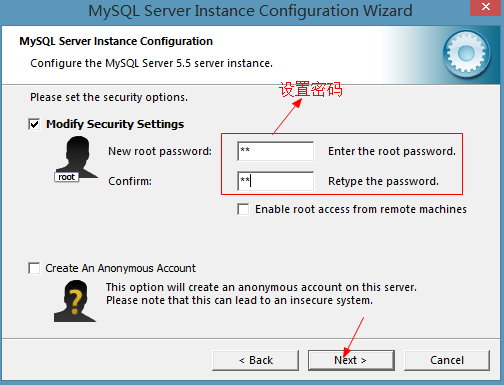 MySQL Server Instance Configuration Wizard
MySQL Server Instance Configuration
Configure the MySQL Server 5.5 server instance.
Please set the security options.
设置密码
Modify Security Settings
root
New root password: ** Enter the root password.
Confirm: ** Retype the password.
Enable root access from remote machines
Create An Anonymous Account
This option will create an anonymous account on this server.
Please note that this can lead to an insecure system.
< Back Next > Cancel